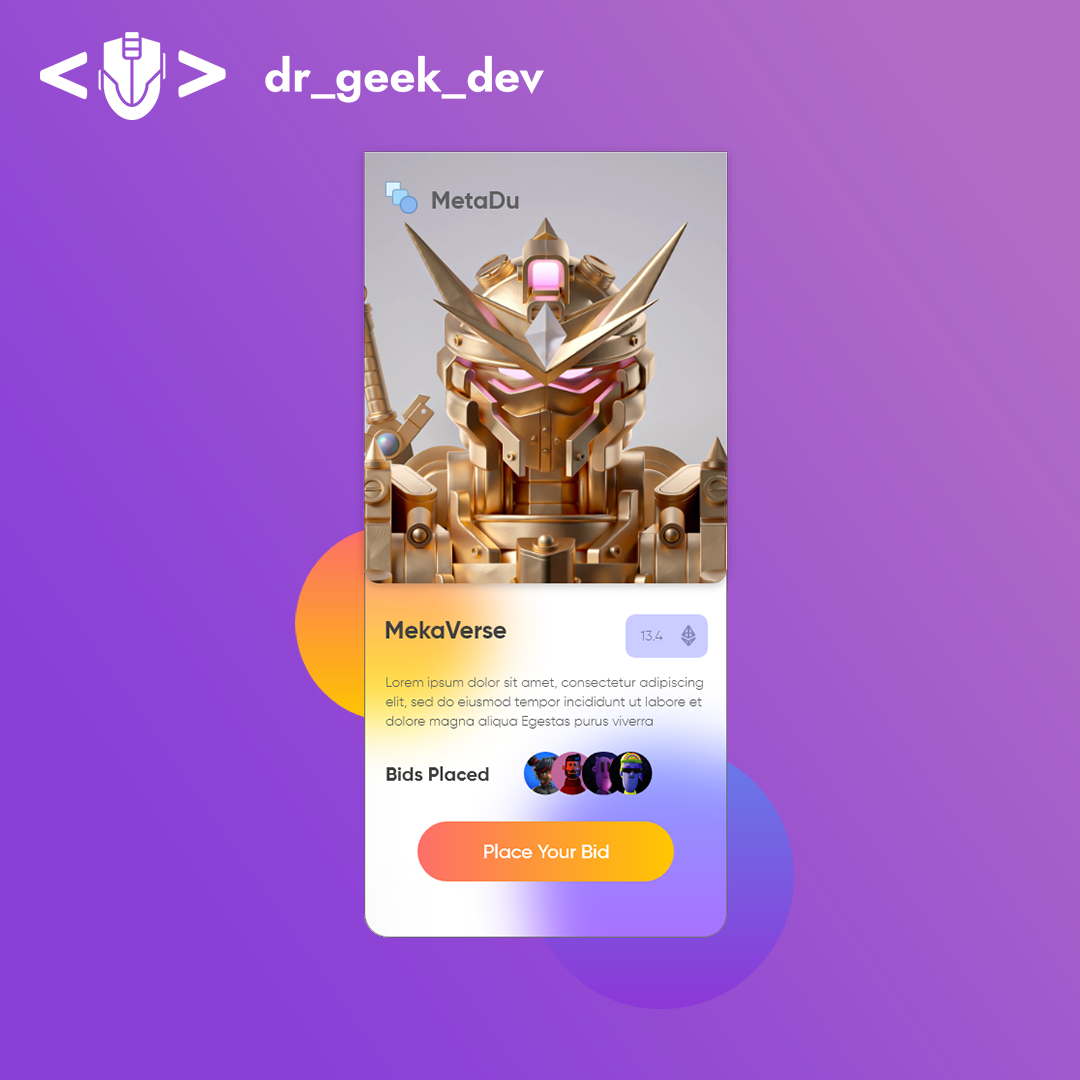 dr_geek_dev
MetaDu
MekaVerse
13.4
Lorem ipsum dolor sit amet, consectetur adipiscing
elit, sed do eiusmod tempor incididunt ut labore et
dolore magna aliqua Egestas purus viverra
Bids Placed
Place Your Bid